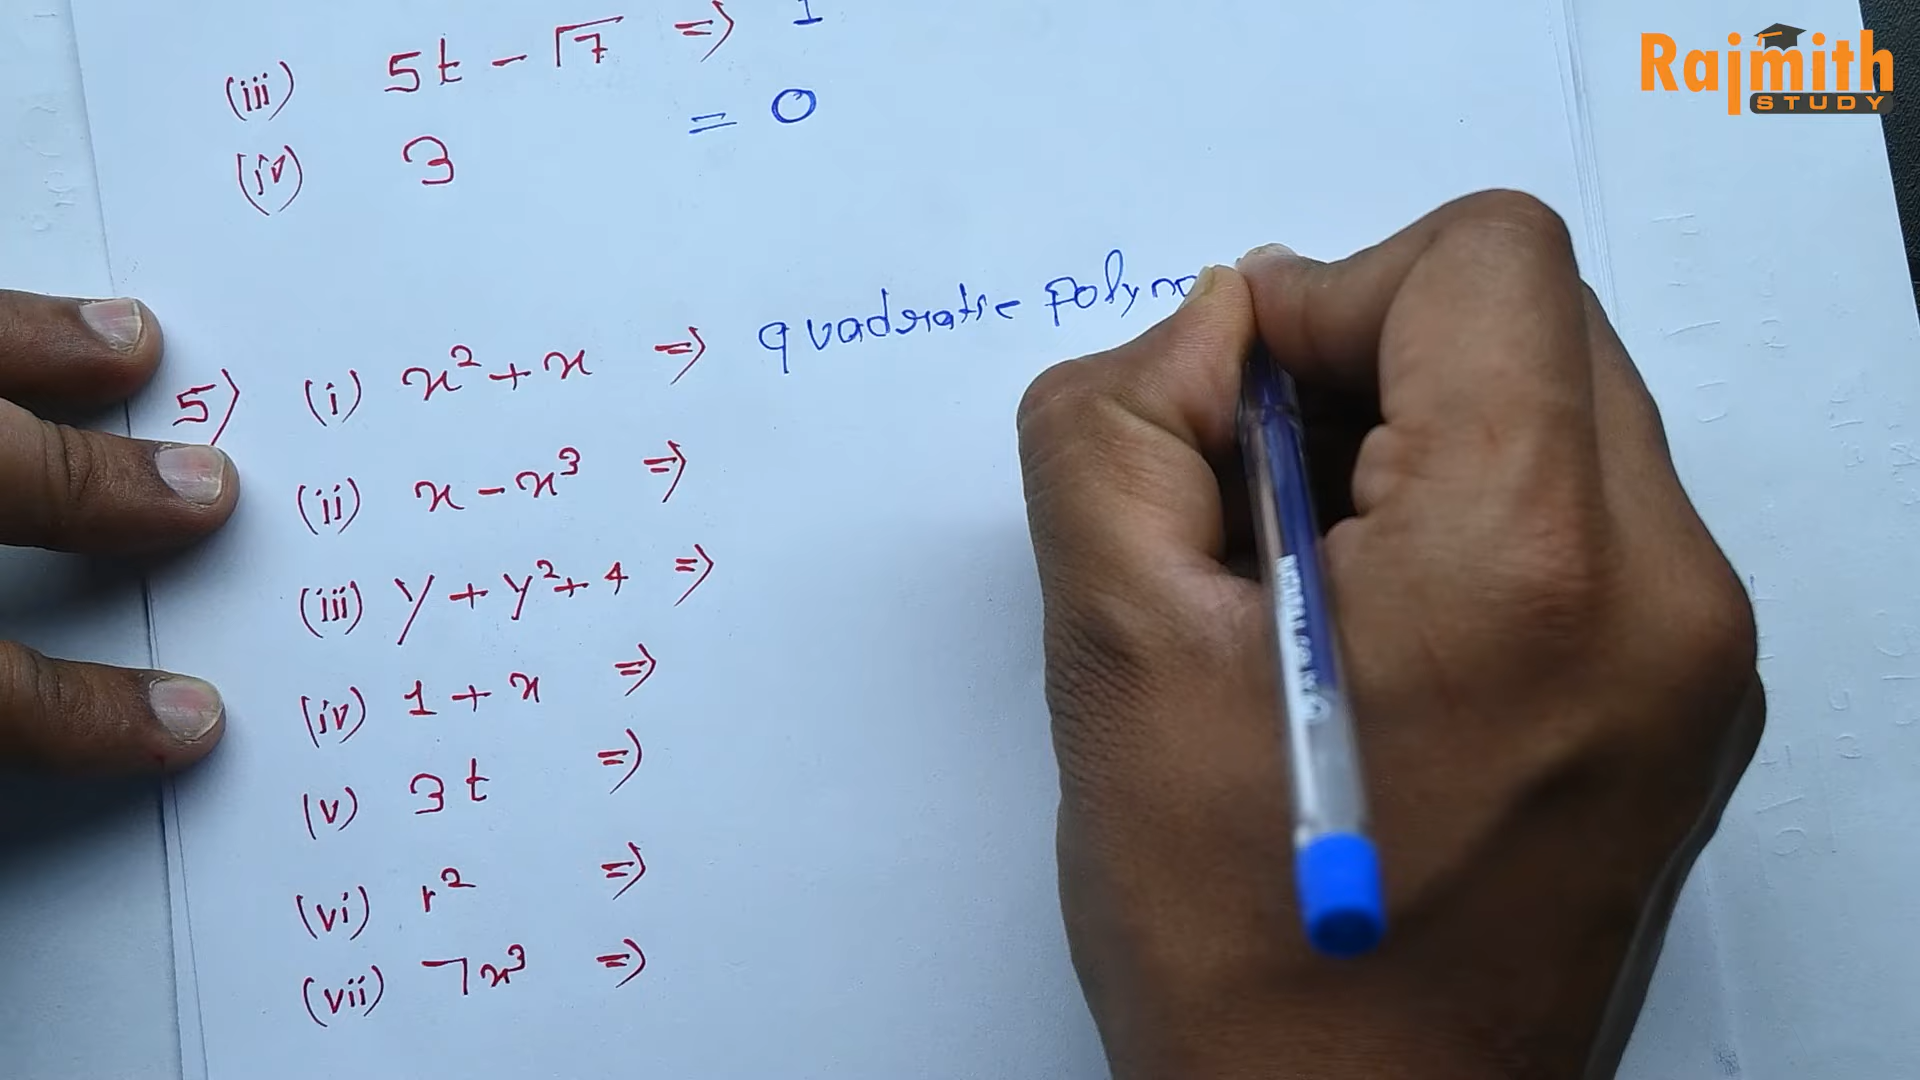 Rajmith
STUDY
(iii) 5t - √7 ⇒ 1
(iv) 3 = 0
5) (i) x² + x ⇒ quadratic polyno
(ii) x - x³ ⇒
(iii) y + y² + 4 ⇒
(iv) 1 + x ⇒
(v) 3t ⇒
(vi) r² ⇒
(vii) 7x³ ⇒